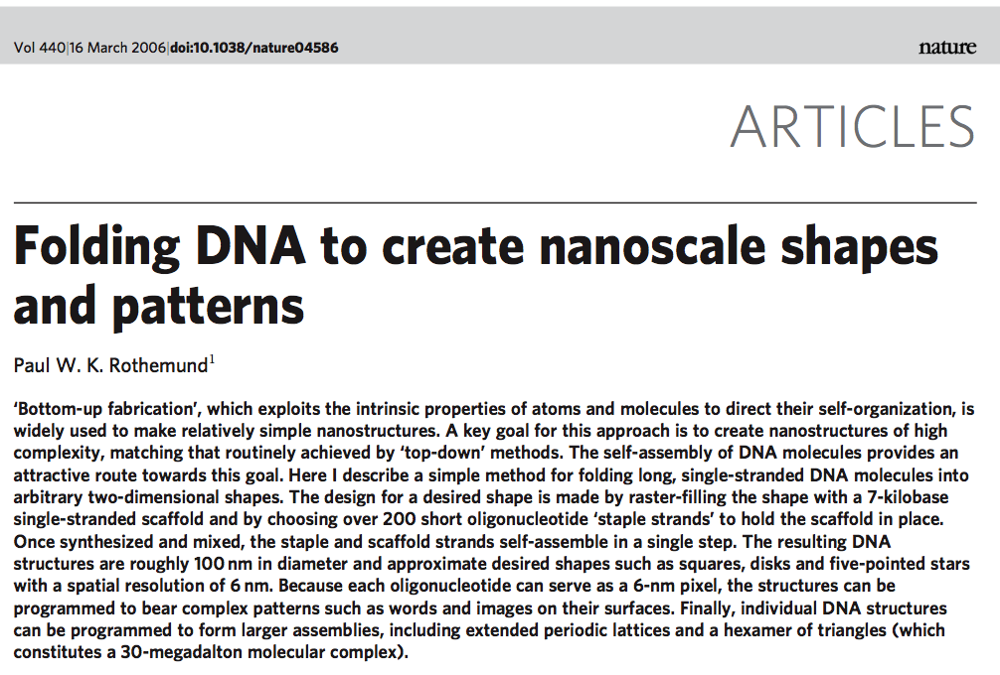 Vol 440|16 March 2006|doi:10.1038/nature04586
nature
ARTICLES
Folding DNA to create nanoscale shapes
and patterns
Paul W. K. Rothemund¹
‘Bottom-up fabrication’, which exploits the intrinsic properties of atoms and molecules to direct their self-organization, is
widely used to make relatively simple nanostructures. A key goal for this approach is to create nanostructures of high
complexity, matching that routinely achieved by ‘top-down’ methods. The self-assembly of DNA molecules provides an
attractive route towards this goal. Here I describe a simple method for folding long, single-stranded DNA molecules into
arbitrary two-dimensional shapes. The design for a desired shape is made by raster-filling the shape with a 7-kilobase
single-stranded scaffold and by choosing over 200 short oligonucleotide ‘staple strands’ to hold the scaffold in place.
Once synthesized and mixed, the staple and scaffold strands self-assemble in a single step. The resulting DNA
structures are roughly 100 nm in diameter and approximate desired shapes such as squares, disks and five-pointed stars
with a spatial resolution of 6 nm. Because each oligonucleotide can serve as a 6-nm pixel, the structures can be
programmed to bear complex patterns such as words and images on their surfaces. Finally, individual DNA structures
can be programmed to form larger assemblies, including extended periodic lattices and a hexamer of triangles (which
constitutes a 30-megadalton molecular complex).